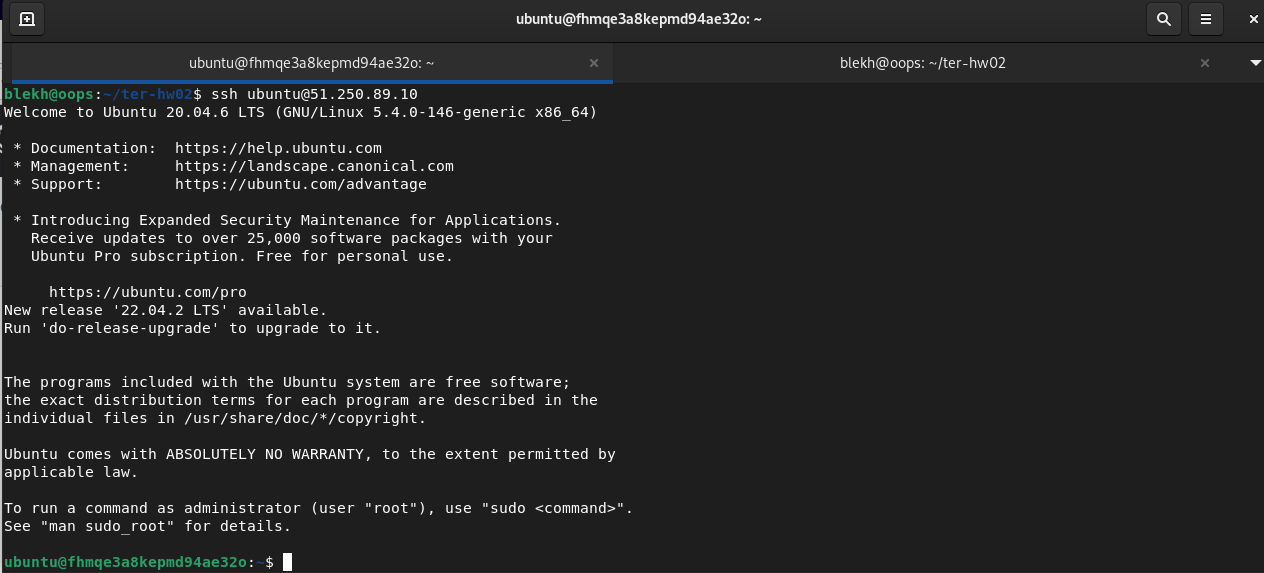 ubuntu@fhmqe3a8kepmd94ae32o: ~
ubuntu@fhmqe3a8kepmd94ae32o: ~
blekh@oops: ~/ter-hw02
blekh@oops:~/ter-hw02$ ssh ubuntu@51.250.89.10
Welcome to Ubuntu 20.04.6 LTS (GNU/Linux 5.4.0-146-generic x86_64)
* Documentation:  https://help.ubuntu.com
* Management:     https://landscape.canonical.com
* Support:        https://ubuntu.com/advantage
* Introducing Expanded Security Maintenance for Applications.
Receive updates to over 25,000 software packages with your
Ubuntu Pro subscription. Free for personal use.
https://ubuntu.com/pro
New release '22.04.2 LTS' available.
Run 'do-release-upgrade' to upgrade to it.
The programs included with the Ubuntu system are free software;
the exact distribution terms for each program are described in the
individual files in /usr/share/doc/*/copyright.
Ubuntu comes with ABSOLUTELY NO WARRANTY, to the extent permitted by
applicable law.
To run a command as administrator (user "root"), use "sudo <command>".
See "man sudo_root" for details.
ubuntu@fhmqe3a8kepmd94ae32o:~$